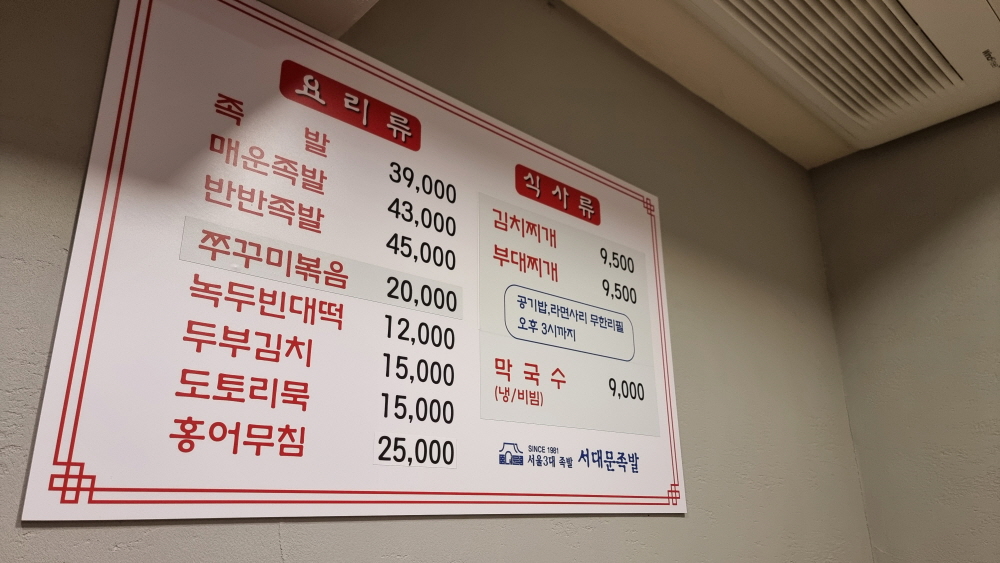 요리류
족 발 39,000
매운족발 43,000
반반족발 45,000
쭈꾸미볶음 20,000
녹두빈대떡 12,000
두부김치 15,000
도토리묵 15,000
홍어무침 25,000
식사류
김치찌개 9,500
부대찌개 9,500
공기밥,라면사리 무한리필
오후 3시까지
막 국 수 9,000
(냉/비빔)
SINCE 1981
서울3대 족발 서대문족발